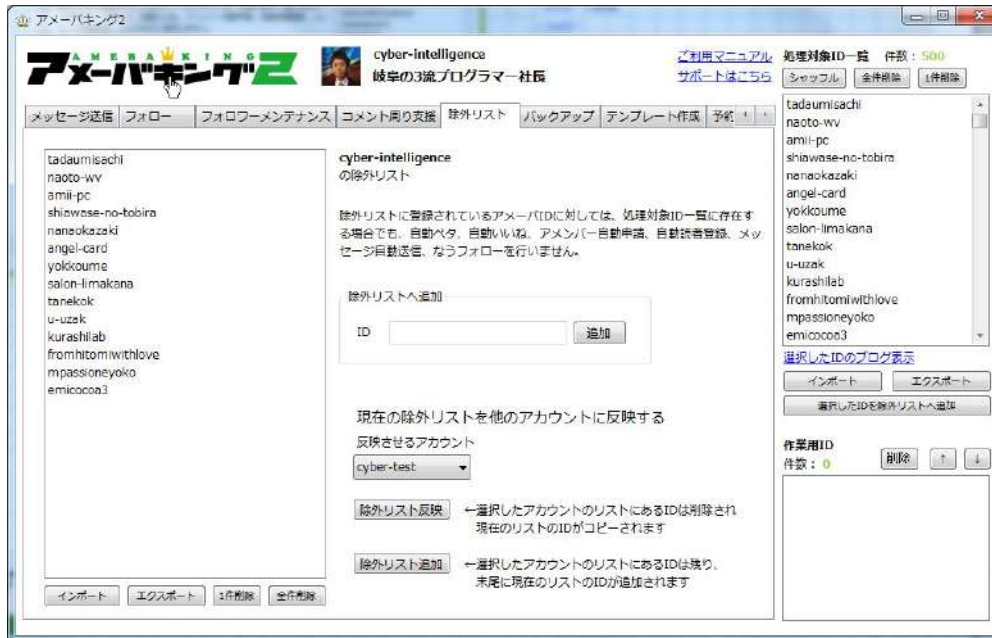 アメーバキング2
AMEBA KING
アメーバキング2
cyber-intelligence
岐阜の3流プログラマー社長
ご利用マニュアル
サポートはこちら
処理対象ID一覧 件数：500
シャッフル 全件削除 1件削除
メッセージ送信 フォロー フォロワーメンテナンス コメント周り支援 除外リスト バックアップ テンプレート作成 予約
tadaumisachi
naoto-wv
amii-pc
shiawase-no-tobira
nanaokazaki
angel-card
yokkoume
salon-limakana
tanekok
u-uzak
kurashilab
fromhitomiwithlove
mpassioneyoko
emicocoa3
インポート エクスポート 1件削除 全件削除
cyber-intelligence
の除外リスト
除外リストに登録されているアメーバIDに対しては、処理対象ID一覧に存在す
る場合でも、自動ペタ、自動いいね、アメンバー自動申請、自動読者登録、メッ
セージ自動送信、なうフォローを行いません。
除外リストへ追加
ID 追加
現在の除外リストを他のアカウントに反映する
反映させるアカウント
cyber-test
除外リスト反映 ←選択したアカウントのリストにあるIDは削除され
現在のリストのIDがコピーされます
除外リスト追加 ←選択したアカウントのリストにあるIDは残り、
末尾に現在のリストのIDが追加されます
tadaumisachi
naoto-wv
amii-pc
shiawase-no-tobira
nanaokazaki
angel-card
yokkoume
salon-limakana
tanekok
u-uzak
kurashilab
fromhitomiwithlove
mpassioneyoko
emicocoa3
選択したIDのブログ表示
インポート エクスポート
選択したIDを除外リストへ追加
作業用ID
件数：0 削除 ↑ ↓